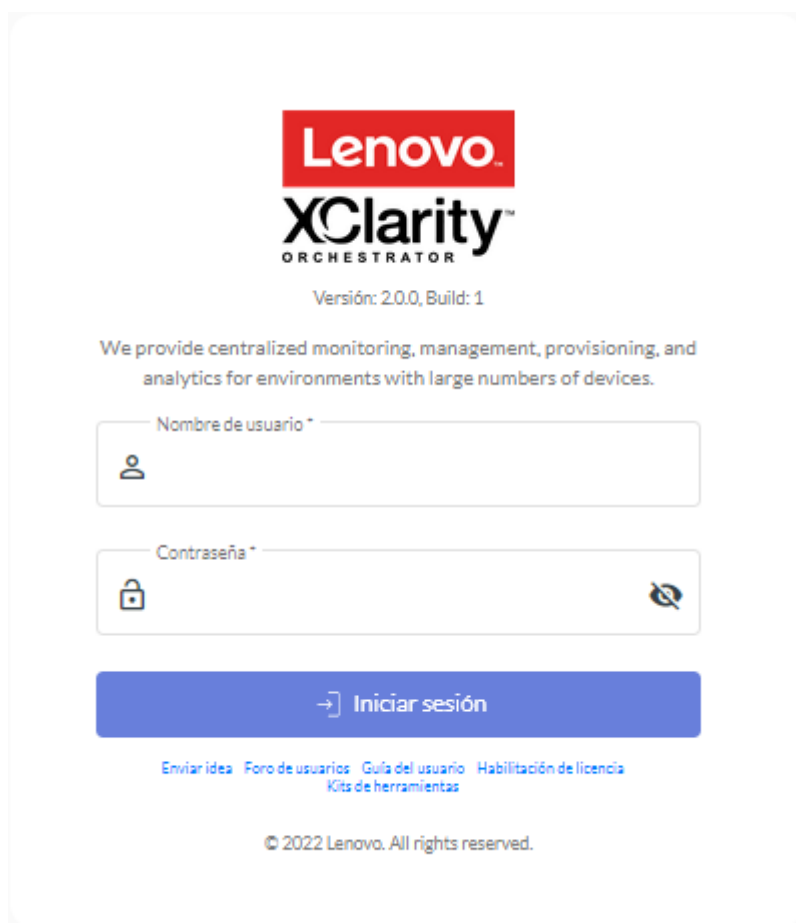 Lenovo™
XClarity™
ORCHESTRATOR
Versión: 2.0.0, Build: 1
We provide centralized monitoring, management, provisioning, and
analytics for environments with large numbers of devices.
Nombre de usuario *
Contraseña *
Iniciar sesión
Enviar idea Foro de usuarios Guía del usuario Habilitación de licencia
Kits de herramientas
© 2022 Lenovo. All rights reserved.